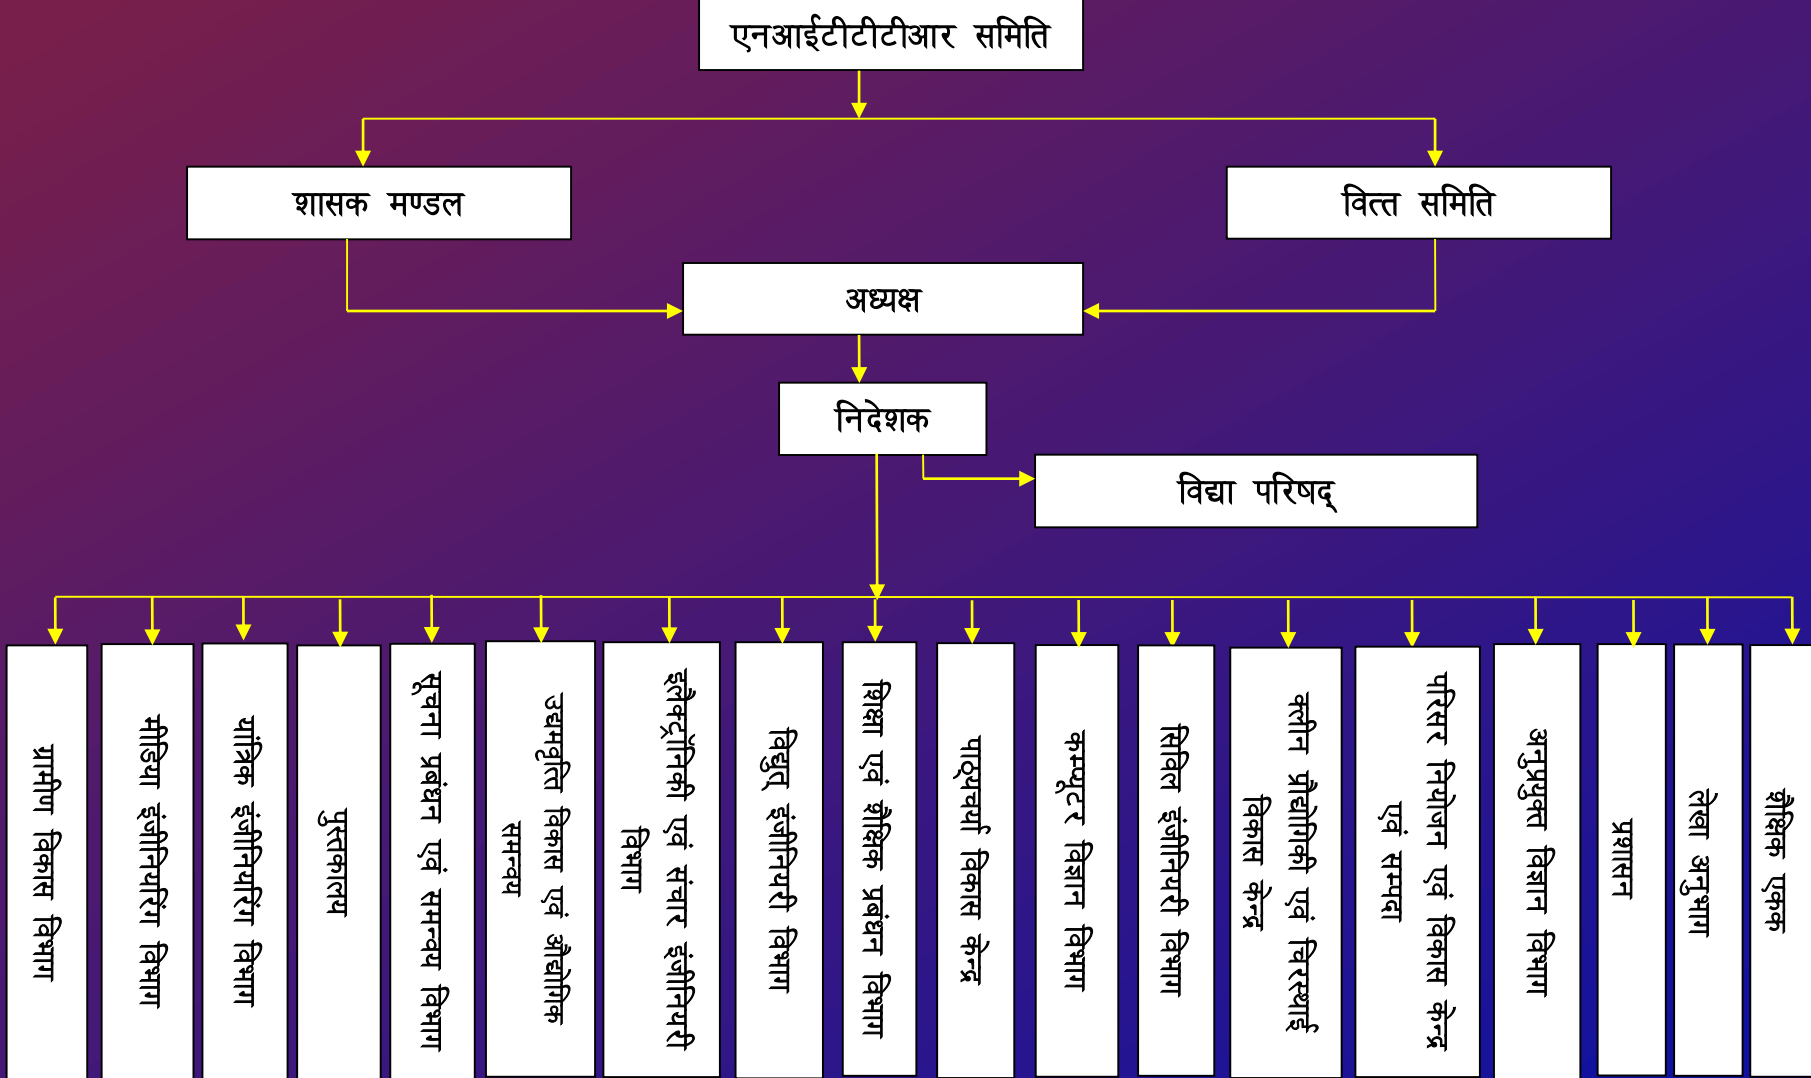 एनआईटीटीटीआर समिति
शासक मण्डल
वित्त समिति
अध्यक्ष
निदेशक
विद्या परिषद्
ग्रामीण विकास विभाग
मीडिया इंजीनियरिंग विभाग
यांत्रिक इंजीनियरिंग विभाग
पुस्तकालय
सूचना प्रबंधन एवं समन्वय विभाग
उद्यमवृत्ति विकास एवं औद्योगिक
समन्वय
इलैक्ट्रॉनिकी एवं संचार इंजीनियरी
विभाग
विद्युत् इंजीनियरी विभाग
शिक्षा एवं शैक्षिक प्रबंधन विभाग
पाठ्यचर्या विकास केन्द्र
कम्प्यूटर विज्ञान विभाग
सिविल इंजीनियरी विभाग
क्लीन प्रौद्योगिकी एवं चिरस्थाई
विकास केन्द्र
परिसर नियोजन एवं विकास केन्द्र
एवं सम्पदा
अनुप्रयुक्त विज्ञान विभाग
प्रशासन
लेखा अनुभाग
शैक्षिक एकक